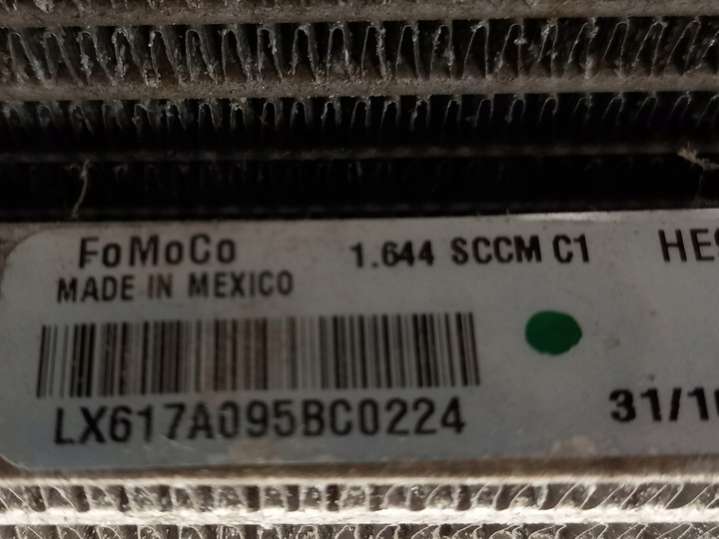 FoMoCo 1.644 SCCM C1
MADE IN MEXICO
LX617A095BC0224